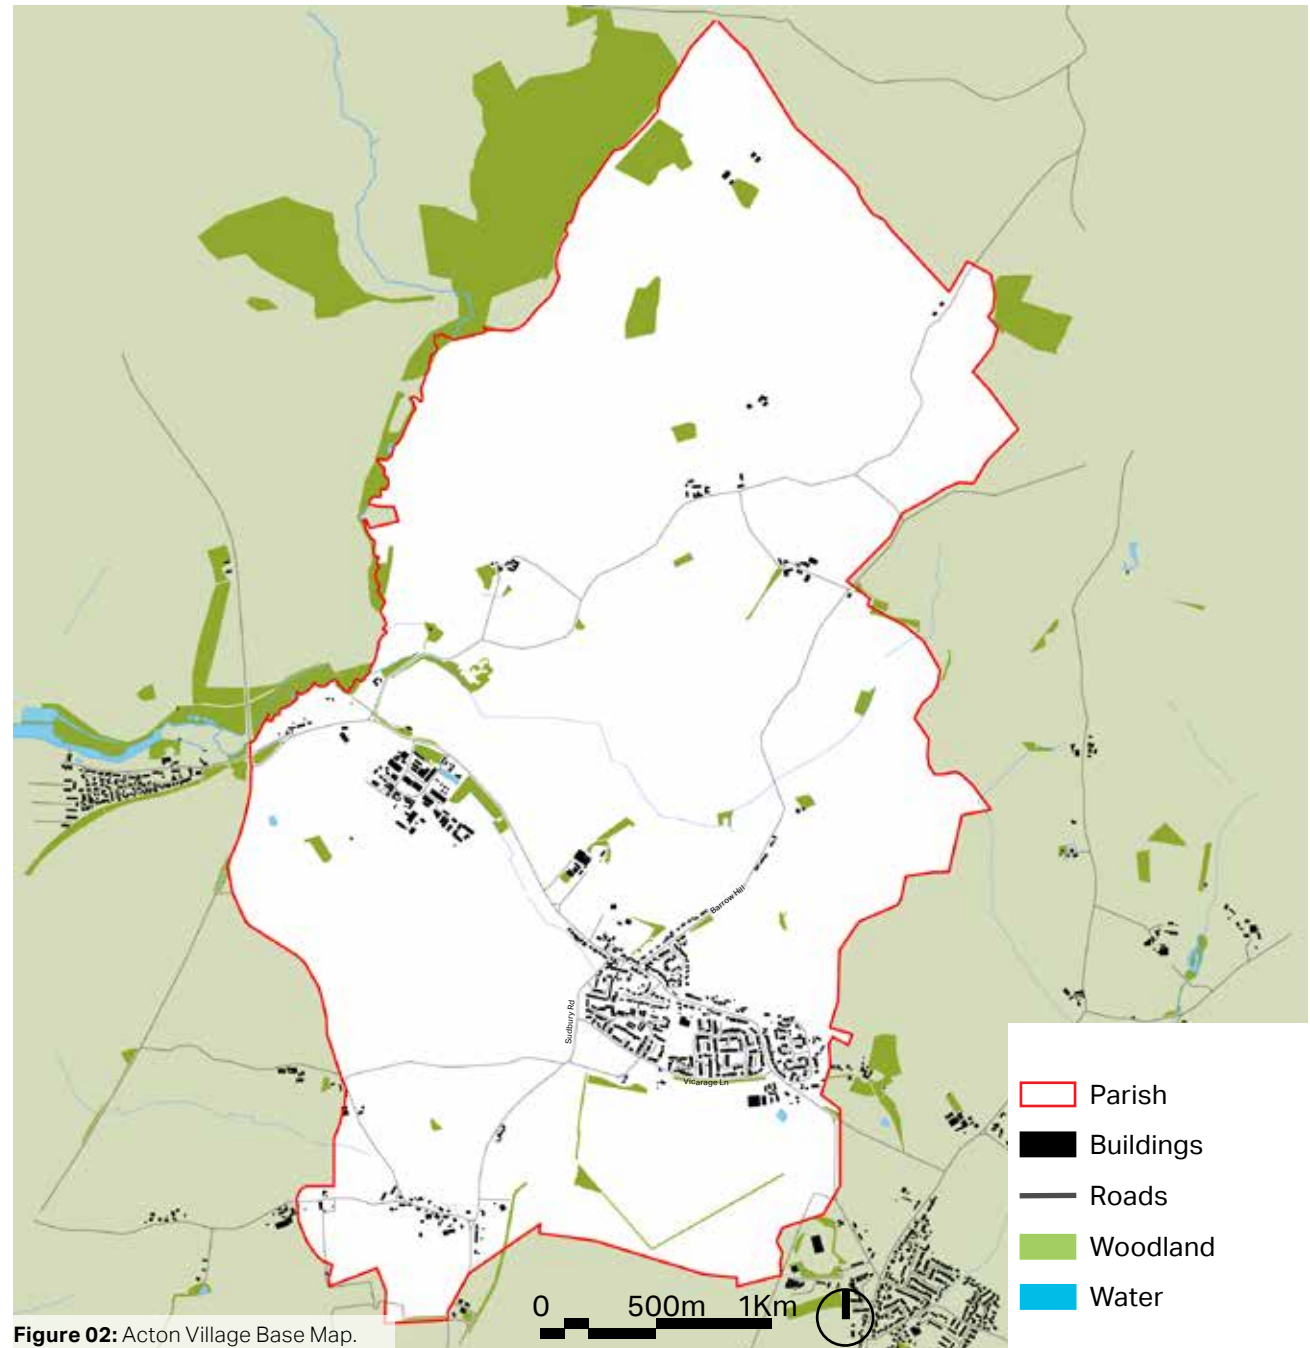 Barrow Hill
Sudbury Rd
Vicarage Ln
Parish
Buildings
Roads
Woodland
Water
0 500m 1Km
Figure 02: Acton Village Base Map.